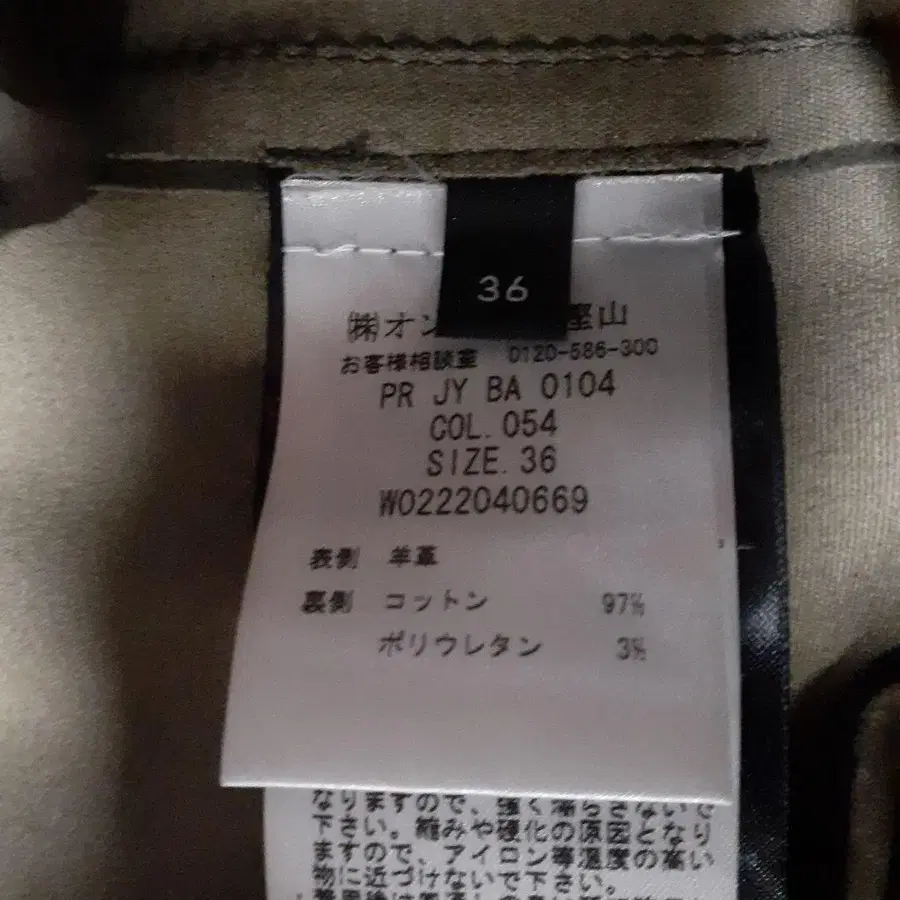 36
㈱オン 樫山
お客様相談室 0120-586-300
PR JY BA 0104
COL.054
SIZE.36
W0222040669
表側 羊革
裏側 コットン 97%
ポリウレタン 3%
なりますので、強く濡らさないで
下さい。縮みや硬化の原因となり
ますので、アイロン等温度の高い
物に近づけないで下さい。